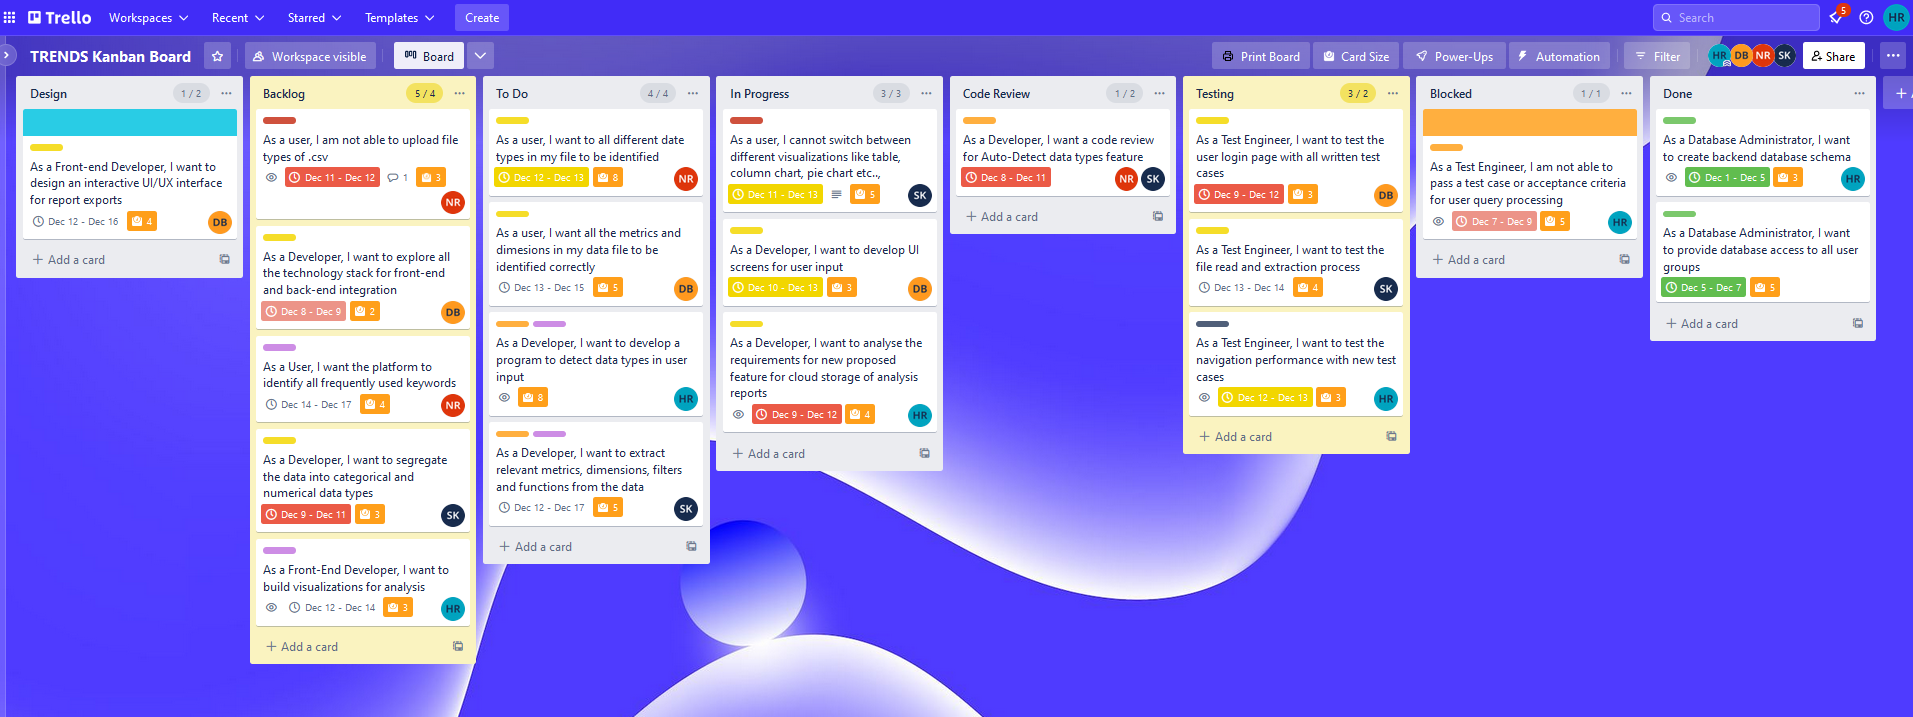 Trello
Workspaces
Recent
Starred
Templates
Create
Search
5
HR
TRENDS Kanban Board
Workspace visible
Board
Print Board
Card Size
Power-Ups
Automation
Filter
HR
DB
NR
SK
Share
Design
1 / 2
As a Front-end Developer, I want to
design an interactive UI/UX interface
for report exports
Dec 12 - Dec 16
4
DB
+ Add a card
Backlog
5 / 4
As a user, I am not able to upload file
types of .csv
Dec 11 - Dec 12
1
3
NR
As a Developer, I want to explore all
the technology stack for front-end
and back-end integration
Dec 8 - Dec 9
2
DB
As a User, I want the platform to
identify all frequently used keywords
Dec 14 - Dec 17
4
NR
As a Developer, I want to segregate
the data into categorical and
numerical data types
Dec 9 - Dec 11
3
SK
As a Front-End Developer, I want to
build visualizations for analysis
Dec 12 - Dec 14
3
HR
+ Add a card
To Do
4 / 4
As a user, I want to all different date
types in my file to be identified
Dec 12 - Dec 13
8
NR
As a user, I want all the metrics and
dimesions in my data file to be
identified correctly
Dec 13 - Dec 15
5
DB
As a Developer, I want to develop a
program to detect data types in user
input
8
HR
As a Developer, I want to extract
relevant metrics, dimensions, filters
and functions from the data
Dec 12 - Dec 17
5
SK
+ Add a card
In Progress
3 / 3
As a user, I cannot switch between
different visualizations like table,
column chart, pie chart etc..,
Dec 11 - Dec 13
5
SK
As a Developer, I want to develop UI
screens for user input
Dec 10 - Dec 13
3
DB
As a Developer, I want to analyse the
requirements for new proposed
feature for cloud storage of analysis
reports
Dec 9 - Dec 12
4
HR
+ Add a card
Code Review
1 / 2
As a Developer, I want a code review
for Auto-Detect data types feature
Dec 8 - Dec 11
NR
SK
+ Add a card
Testing
3 / 2
As a Test Engineer, I want to test the
user login page with all written test
cases
Dec 9 - Dec 12
3
DB
As a Test Engineer, I want to test the
file read and extraction process
Dec 13 - Dec 14
4
SK
As a Test Engineer, I want to test the
navigation performance with new test
cases
Dec 12 - Dec 13
3
HR
+ Add a card
Blocked
1 / 1
As a Test Engineer, I am not able to
pass a test case or acceptance criteria
for user query processing
Dec 7 - Dec 9
5
HR
+ Add a card
Done
As a Database Administrator, I want
to create backend database schema
Dec 1 - Dec 5
3
HR
As a Database Administrator, I want
to provide database access to all user
groups
Dec 5 - Dec 7
5
+ Add a card